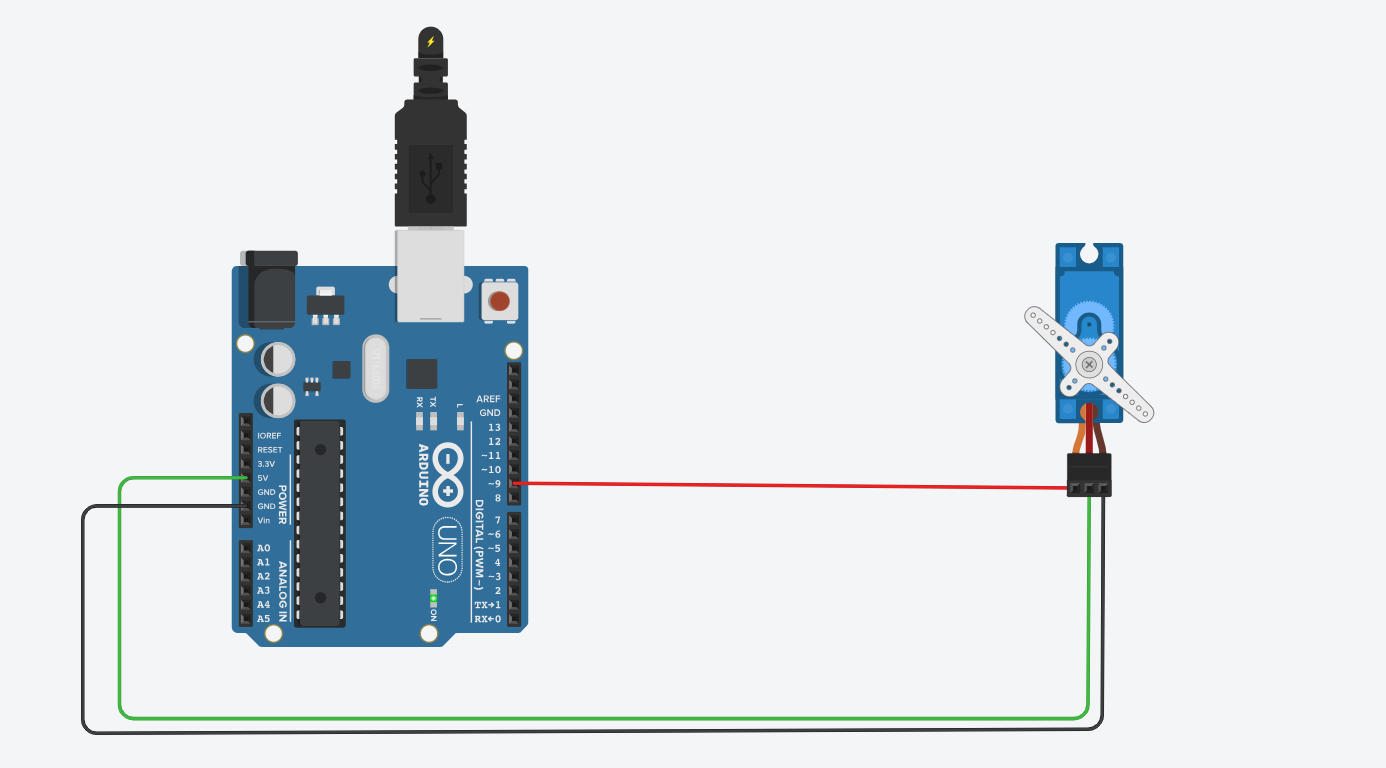 RX
TX
L
AREF
GND
13
12
~11
~10
~9
8
IOREF
RESET
3.3V
5V
GND
GND
Vin
POWER
ARDUINO
UNO
DIGITAL (PWM~)
7
~6
~5
4
~3
2
TX→1
RX←0
A0
A1
A2
A3
A4
A5
ANALOG IN
ON